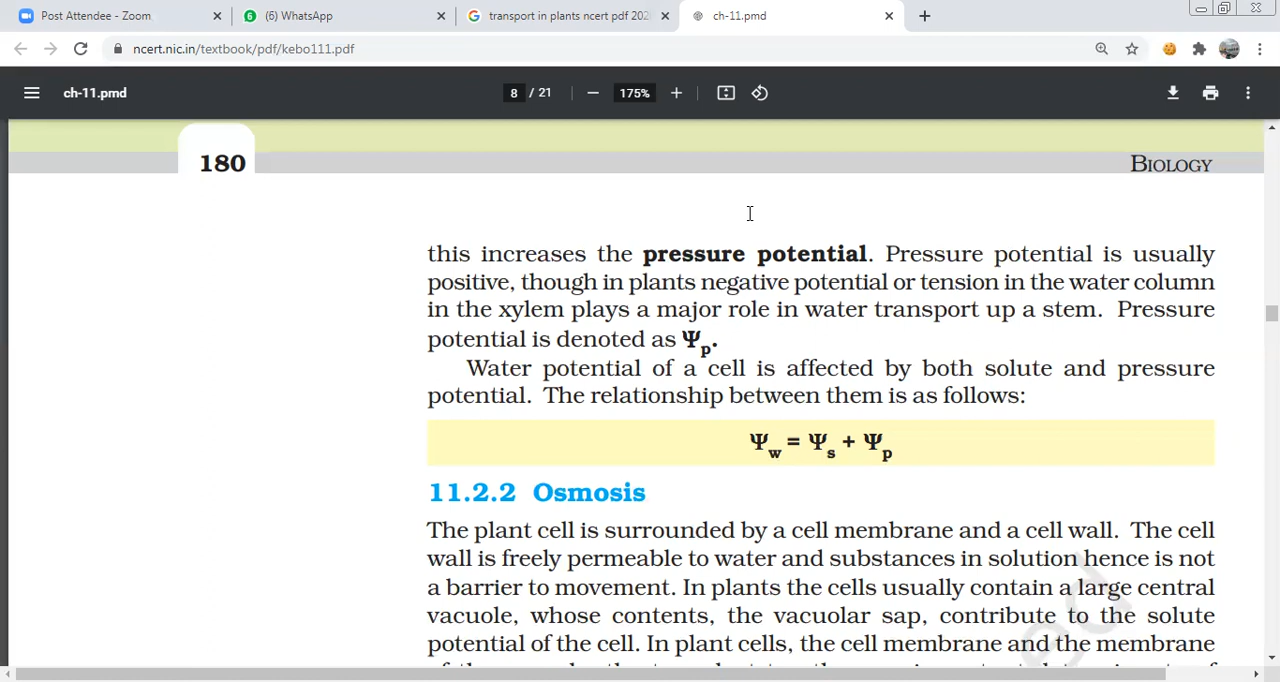 Post Attendee - Zoom
(6) WhatsApp
transport in plants ncert pdf 202
ch-11.pmd
ncert.nic.in/textbook/pdf/kebo111.pdf
ch-11.pmd
8 / 21
175%
180
BIOLOGY
this increases the pressure potential. Pressure potential is usually
positive, though in plants negative potential or tension in the water column
in the xylem plays a major role in water transport up a stem. Pressure
potential is denoted as Ψp.
Water potential of a cell is affected by both solute and pressure
potential. The relationship between them is as follows:
Ψw = Ψs + Ψp
11.2.2 Osmosis
The plant cell is surrounded by a cell membrane and a cell wall. The cell
wall is freely permeable to water and substances in solution hence is not
a barrier to movement. In plants the cells usually contain a large central
vacuole, whose contents, the vacuolar sap, contribute to the solute
potential of the cell. In plant cells, the cell membrane and the membrane